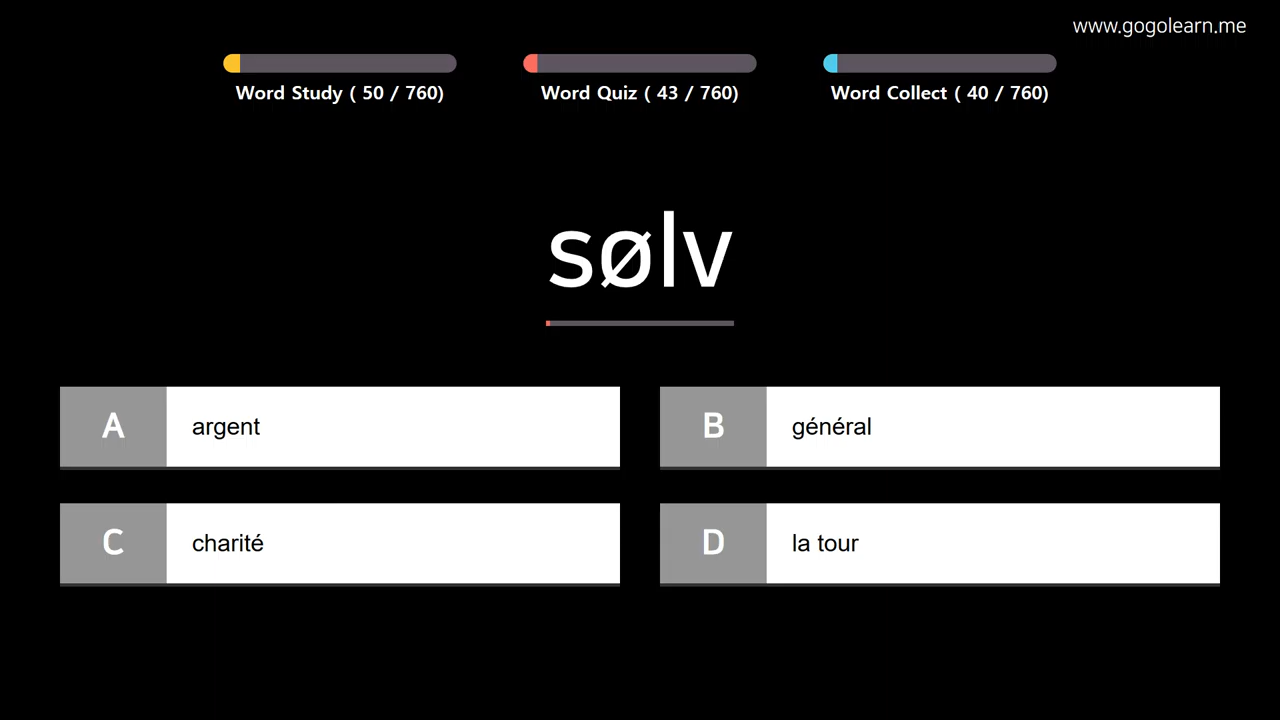 www.gogolearn.me
Word Study ( 50 / 760)
Word Quiz ( 43 / 760)
Word Collect ( 40 / 760)
sølv
A argent
B général
C charité
D la tour